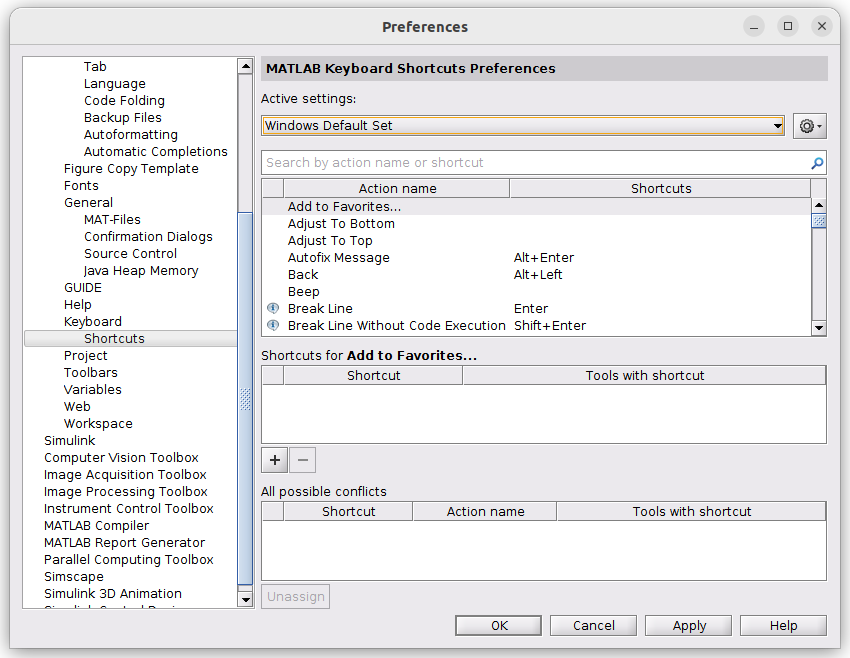 Preferences
Tab
Language
Code Folding
Backup Files
Autoformatting
Automatic Completions
Figure Copy Template
Fonts
General
MAT-Files
Confirmation Dialogs
Source Control
Java Heap Memory
GUIDE
Help
Keyboard
Shortcuts
Project
Toolbars
Variables
Web
Workspace
Simulink
Computer Vision Toolbox
Image Acquisition Toolbox
Image Processing Toolbox
Instrument Control Toolbox
MATLAB Compiler
MATLAB Report Generator
Parallel Computing Toolbox
Simscape
Simulink 3D Animation
MATLAB Keyboard Shortcuts Preferences
Active settings:
Windows Default Set
Search by action name or shortcut
Action name Shortcuts
Add to Favorites...
Adjust To Bottom
Adjust To Top
Autofix Message Alt+Enter
Back Alt+Left
Beep
Break Line Enter
Break Line Without Code Execution Shift+Enter
Shortcuts for Add to Favorites...
Shortcut Tools with shortcut
+ −
All possible conflicts
Shortcut Action name Tools with shortcut
Unassign
OK Cancel Apply Help